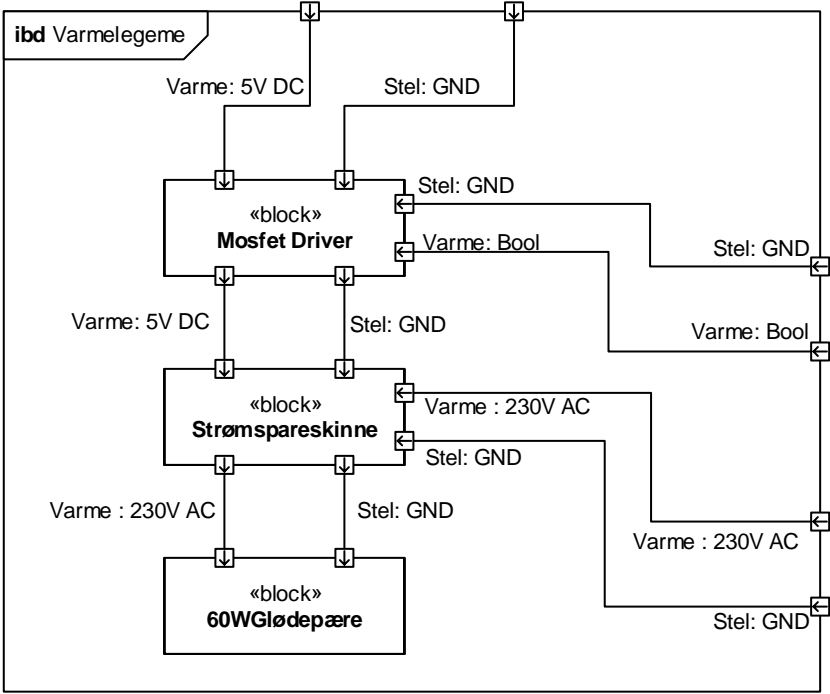 ibd Varmelegeme
Varme: 5V DC
Stel: GND
«block»
Mosfet Driver
Stel: GND
Varme: Bool
Stel: GND
Varme: Bool
Varme: 5V DC
Stel: GND
«block»
Strømspareskinne
Varme : 230V AC
Stel: GND
Varme : 230V AC
Stel: GND
Varme : 230V AC
Stel: GND
«block»
60WGlødepære